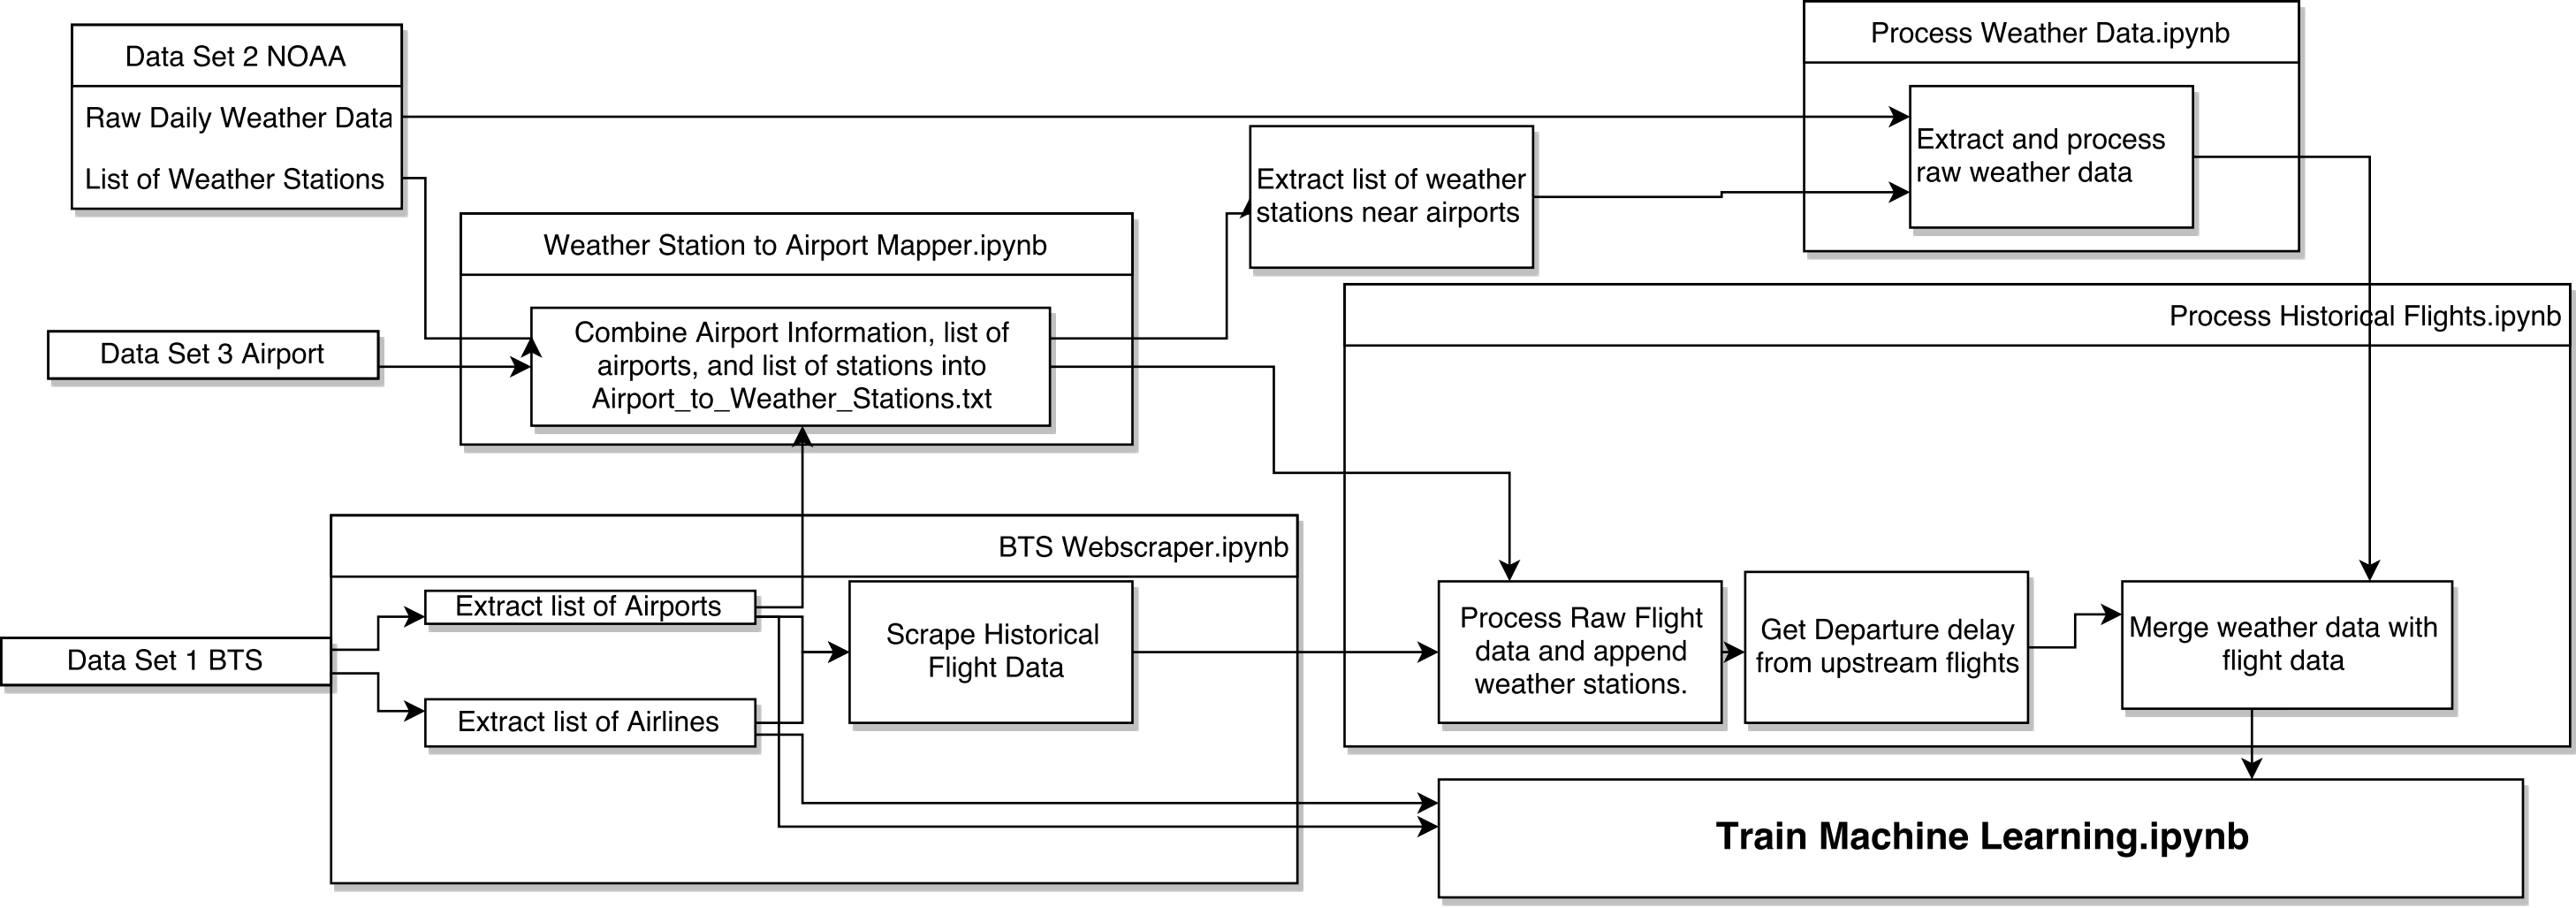 Data Set 2 NOAA
Raw Daily Weather Data
List of Weather Stations
Process Weather Data.ipynb
Extract and process
raw weather data
Extract list of weather
stations near airports
Weather Station to Airport Mapper.ipynb
Combine Airport Information, list of
airports, and list of stations into
Airport_to_Weather_Stations.txt
Data Set 3 Airport
Process Historical Flights.ipynb
BTS Webscraper.ipynb
Extract list of Airports
Data Set 1 BTS
Extract list of Airlines
Scrape Historical
Flight Data
Process Raw Flight
data and append
weather stations.
Get Departure delay
from upstream flights
Merge weather data with
flight data
Train Machine Learning.ipynb